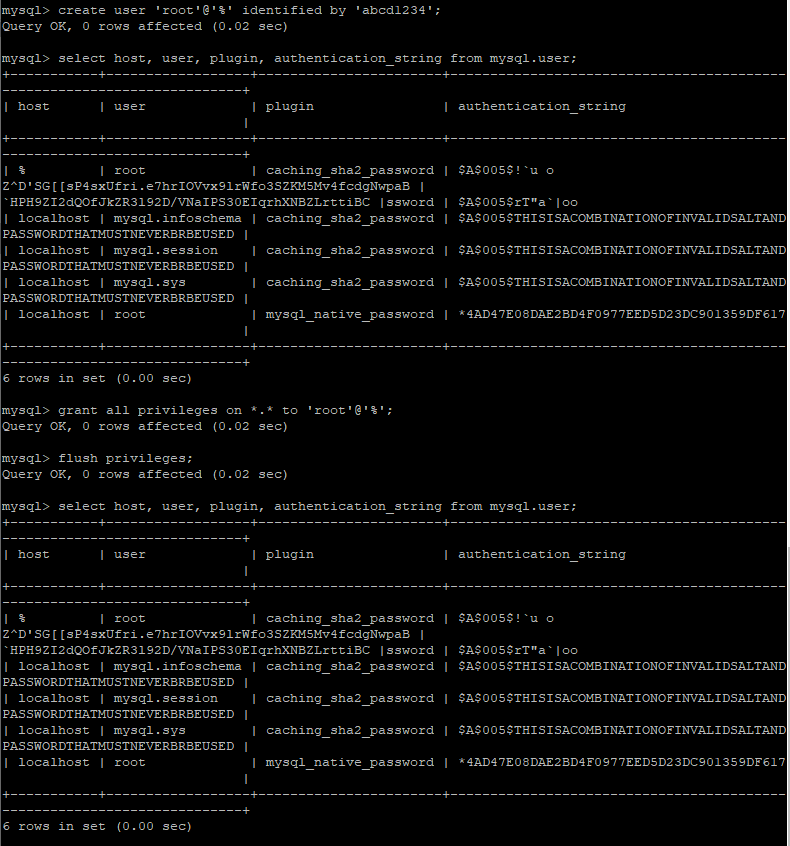 mysql> create user 'root'@'%' identified by 'abcd1234';
Query OK, 0 rows affected (0.02 sec)
mysql> select host, user, plugin, authentication_string from mysql.user;
+-----------+------------------+-----------------------+------------------------------------------
------------------------------+
| host      | user             | plugin                | authentication_string
                              |
+-----------+------------------+-----------------------+------------------------------------------
------------------------------+
| %         | root             | caching_sha2_password | $A$005$!`u o
Z^D'SG[[sP4sxUfri.e7hrIOVvx9lrWfo3SZKM5Mv4fcdgNwpaB |
`HPH9ZI2dQOfJkZR3l92D/VNaIPS30EIqrhXNBZLrttiBC |ssword | $A$005$rT"a`|oo
| localhost | mysql.infoschema | caching_sha2_password | $A$005$THISISACOMBINATIONOFINVALIDSALTAND
PASSWORDTHATMUSTNEVERBRBEUSED |
| localhost | mysql.session    | caching_sha2_password | $A$005$THISISACOMBINATIONOFINVALIDSALTAND
PASSWORDTHATMUSTNEVERBRBEUSED |
| localhost | mysql.sys        | caching_sha2_password | $A$005$THISISACOMBINATIONOFINVALIDSALTAND
PASSWORDTHATMUSTNEVERBRBEUSED |
| localhost | root             | mysql_native_password | *4AD47E08DAE2BD4F0977EED5D23DC901359DF617
                              |
+-----------+------------------+-----------------------+------------------------------------------
------------------------------+
6 rows in set (0.00 sec)
mysql> grant all privileges on *.* to 'root'@'%';
Query OK, 0 rows affected (0.02 sec)
mysql> flush privileges;
Query OK, 0 rows affected (0.02 sec)
mysql> select host, user, plugin, authentication_string from mysql.user;
+-----------+------------------+-----------------------+------------------------------------------
------------------------------+
| host      | user             | plugin                | authentication_string
                              |
+-----------+------------------+-----------------------+------------------------------------------
------------------------------+
| %         | root             | caching_sha2_password | $A$005$!`u o
Z^D'SG[[sP4sxUfri.e7hrIOVvx9lrWfo3SZKM5Mv4fcdgNwpaB |
`HPH9ZI2dQOfJkZR3l92D/VNaIPS30EIqrhXNBZLrttiBC |ssword | $A$005$rT"a`|oo
| localhost | mysql.infoschema | caching_sha2_password | $A$005$THISISACOMBINATIONOFINVALIDSALTAND
PASSWORDTHATMUSTNEVERBRBEUSED |
| localhost | mysql.session    | caching_sha2_password | $A$005$THISISACOMBINATIONOFINVALIDSALTAND
PASSWORDTHATMUSTNEVERBRBEUSED |
| localhost | mysql.sys        | caching_sha2_password | $A$005$THISISACOMBINATIONOFINVALIDSALTAND
PASSWORDTHATMUSTNEVERBRBEUSED |
| localhost | root             | mysql_native_password | *4AD47E08DAE2BD4F0977EED5D23DC901359DF617
                              |
+-----------+------------------+-----------------------+------------------------------------------
------------------------------+
6 rows in set (0.00 sec)